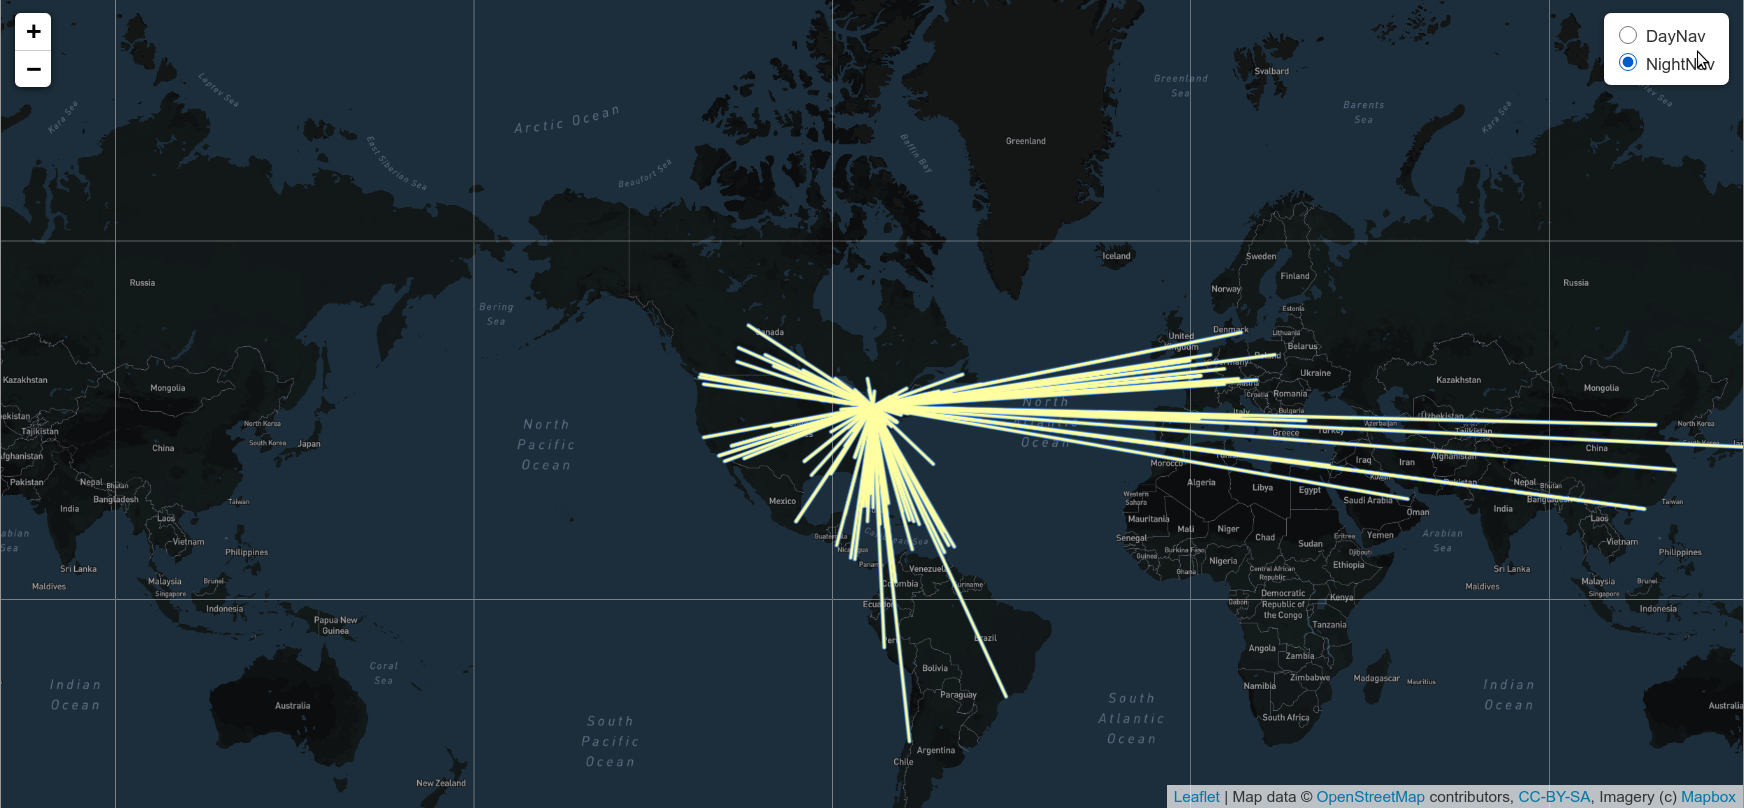 +
−
DayNav
NightNav
Laptev Sea
Kara Sea
East Siberian Sea
Arctic Ocean
Beaufort Sea
Baffin Bay
Greenland
Greenland
Sea
Svalbard
Barents
Sea
Kara Sea
Iceland
Sweden
Finland
Norway
Russia
Bering
Sea
Russia
Estonia
Canada
United
Kingdom
Denmark
Lithuania
Belarus
Poland
Germany
Ukraine
Austria
Croatia
Romania
Bulgaria
Italy
Greece
Turkey
Azerbaijan
Kazakhstan
Mongolia
Kazakhstan
Mongolia
Uzbekistan
Tajikistan
North Korea
South Korea
Japan
Tajikistan
North Korea
China
Afghanistan
China
Afghanistan
Pakistan
Nepal
Bhutan
Bangladesh
India
Taiwan
Laos
Vietnam
Philippines
Sri Lanka
Maldives
Malaysia
Brunei
Singapore
Indonesia
Papua New
Guinea
North
Pacific
Ocean
North
Atlantic
Ocean
Mexico
Morocco
Algeria
Libya
Egypt
Iraq
Iran
Kuwait
Saudi Arabia
Oman
Pakistan
Nepal
Bhutan
India
Taiwan
Laos
Vietnam
Philippines
Western
Sahara
Mauritania
Mali
Niger
Chad
Sudan
Eritrea
Yemen
Arabian
Sea
Senegal
Guinea
Burkina Faso
Ghana
Nigeria
Djibouti
Ethiopia
Central African
Republic
Sri Lanka
Maldives
Malaysia
Brunei
Singapore
Indonesia
Gabon
Democratic
Republic of
the Congo
Kenya
Tanzania
Angola
Zambia
Zimbabwe
Namibia
Madagascar
Mauritius
South Africa
Guatemala
Nicaragua
Panama
Venezuela
Colombia
Suriname
Ecuador
Peru
Brazil
Bolivia
Paraguay
Argentina
Chile
Indian
Ocean
Coral
Sea
Australia
New Zealand
South
Pacific
Ocean
South
Atlantic
Ocean
Indian
Ocean
Australia
Leaflet | Map data © OpenStreetMap contributors, CC-BY-SA, Imagery (c) Mapbox